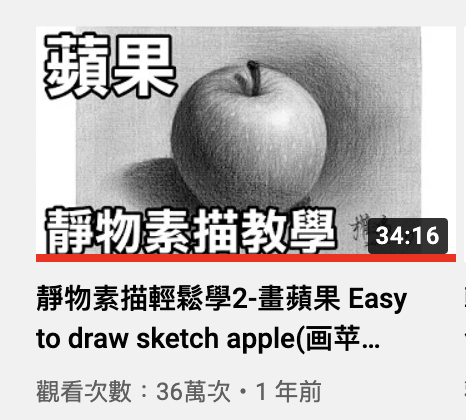 蘋果
靜物素描教學
34:16
靜物素描輕鬆學2-畫蘋果 Easy
to draw sketch apple(画苹…
觀看次數：36萬次・1 年前